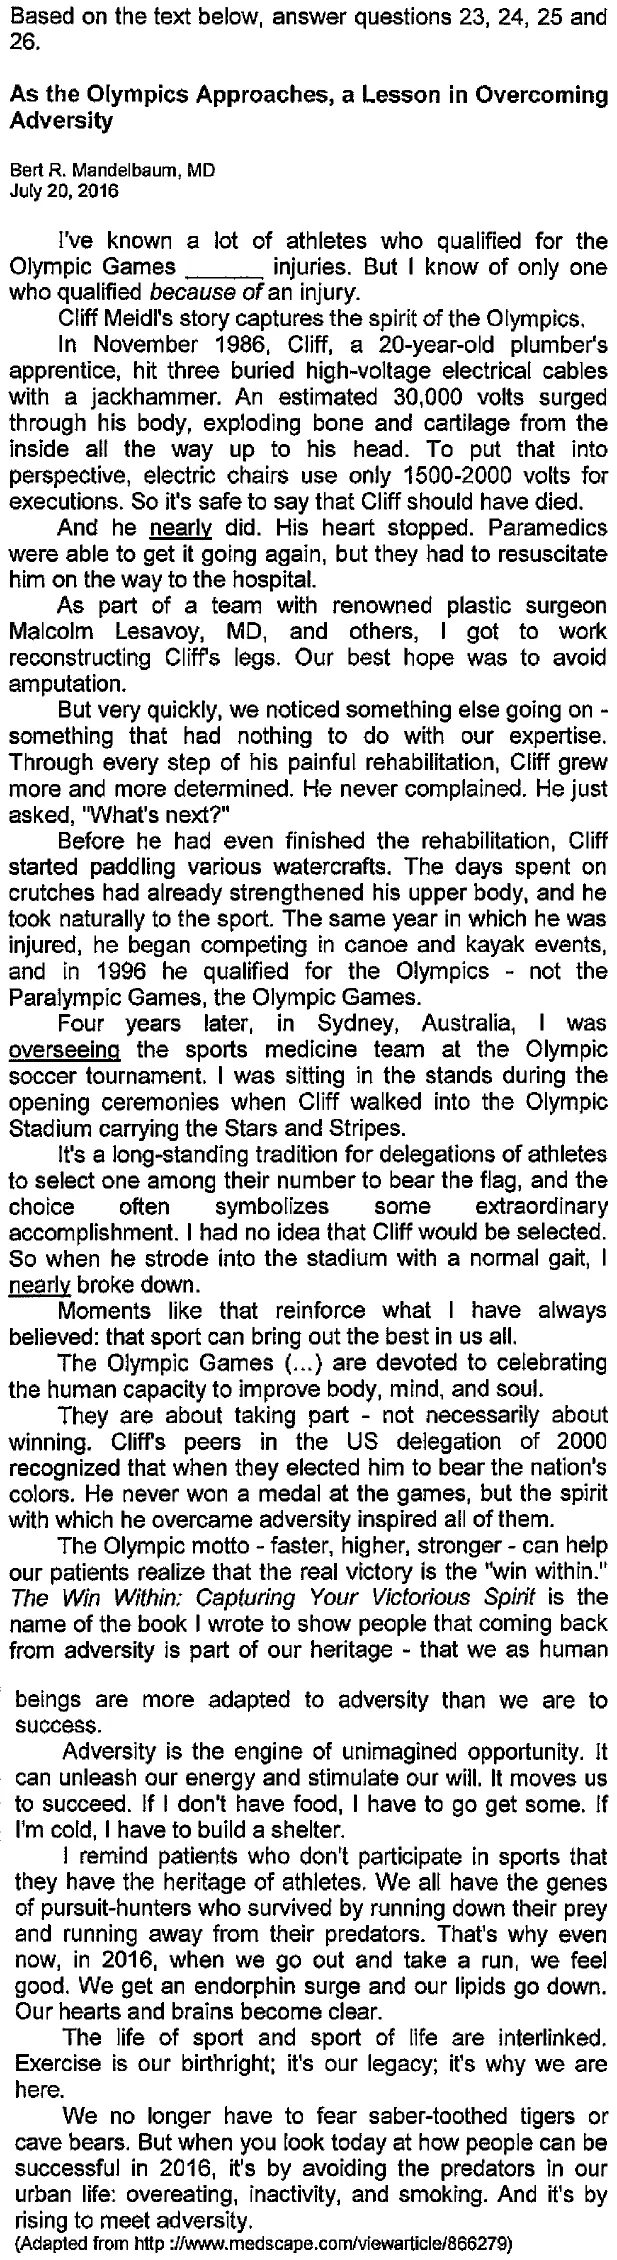 Based on the text below, answer questions 23, 24, 25 and
26.
As the Olympics Approaches, a Lesson in Overcoming
Adversity
Bert R. Mandelbaum, MD
July 20, 2016
I've known a lot of athletes who qualified for the
Olympic Games ______ injuries. But I know of only one
who qualified because of an injury.
Cliff Meidl's story captures the spirit of the Olympics.
In November 1986, Cliff, a 20-year-old plumber's
apprentice, hit three buried high-voltage electrical cables
with a jackhammer. An estimated 30,000 volts surged
through his body, exploding bone and cartilage from the
inside all the way up to his head. To put that into
perspective, electric chairs use only 1500-2000 volts for
executions. So it's safe to say that Cliff should have died.
And he nearly did. His heart stopped. Paramedics
were able to get it going again, but they had to resuscitate
him on the way to the hospital.
As part of a team with renowned plastic surgeon
Malcolm Lesavoy, MD, and others, I got to work
reconstructing Cliff's legs. Our best hope was to avoid
amputation.
But very quickly, we noticed something else going on -
something that had nothing to do with our expertise.
Through every step of his painful rehabilitation, Cliff grew
more and more determined. He never complained. He just
asked, "What's next?"
Before he had even finished the rehabilitation, Cliff
started paddling various watercrafts. The days spent on
crutches had already strengthened his upper body, and he
took naturally to the sport. The same year in which he was
injured, he began competing in canoe and kayak events,
and in 1996 he qualified for the Olympics - not the
Paralympic Games, the Olympic Games.
Four years later, in Sydney, Australia, I was
overseeing the sports medicine team at the Olympic
soccer tournament. I was sitting in the stands during the
opening ceremonies when Cliff walked into the Olympic
Stadium carrying the Stars and Stripes.
It's a long-standing tradition for delegations of athletes
to select one among their number to bear the flag, and the
choice often symbolizes some extraordinary
accomplishment. I had no idea that Cliff would be selected.
So when he strode into the stadium with a normal gait, I
nearly broke down.
Moments like that reinforce what I have always
believed: that sport can bring out the best in us all.
The Olympic Games (...) are devoted to celebrating
the human capacity to improve body, mind, and soul.
They are about taking part - not necessarily about
winning. Cliff's peers in the US delegation of 2000
recognized that when they elected him to bear the nation's
colors. He never won a medal at the games, but the spirit
with which he overcame adversity inspired all of them.
The Olympic motto - faster, higher, stronger - can help
our patients realize that the real victory is the "win within."
The Win Within: Capturing Your Victorious Spirit is the
name of the book I wrote to show people that coming back
from adversity is part of our heritage - that we as human
beings are more adapted to adversity than we are to
success.
Adversity is the engine of unimagined opportunity. It
can unleash our energy and stimulate our will. It moves us
to succeed. If I don't have food, I have to go get some. If
I'm cold, I have to build a shelter.
I remind patients who don't participate in sports that
they have the heritage of athletes. We all have the genes
of pursuit-hunters who survived by running down their prey
and running away from their predators. That's why even
now, in 2016, when we go out and take a run, we feel
good. We get an endorphin surge and our lipids go down.
Our hearts and brains become clear.
The life of sport and sport of life are interlinked.
Exercise is our birthright; it's our legacy; it's why we are
here.
We no longer have to fear saber-toothed tigers or
cave bears. But when you look today at how people can be
successful in 2016, it's by avoiding the predators in our
urban life: overeating, inactivity, and smoking. And it's by
rising to meet adversity.
(Adapted from http ://www.medscape.com/viewarticle/866279)